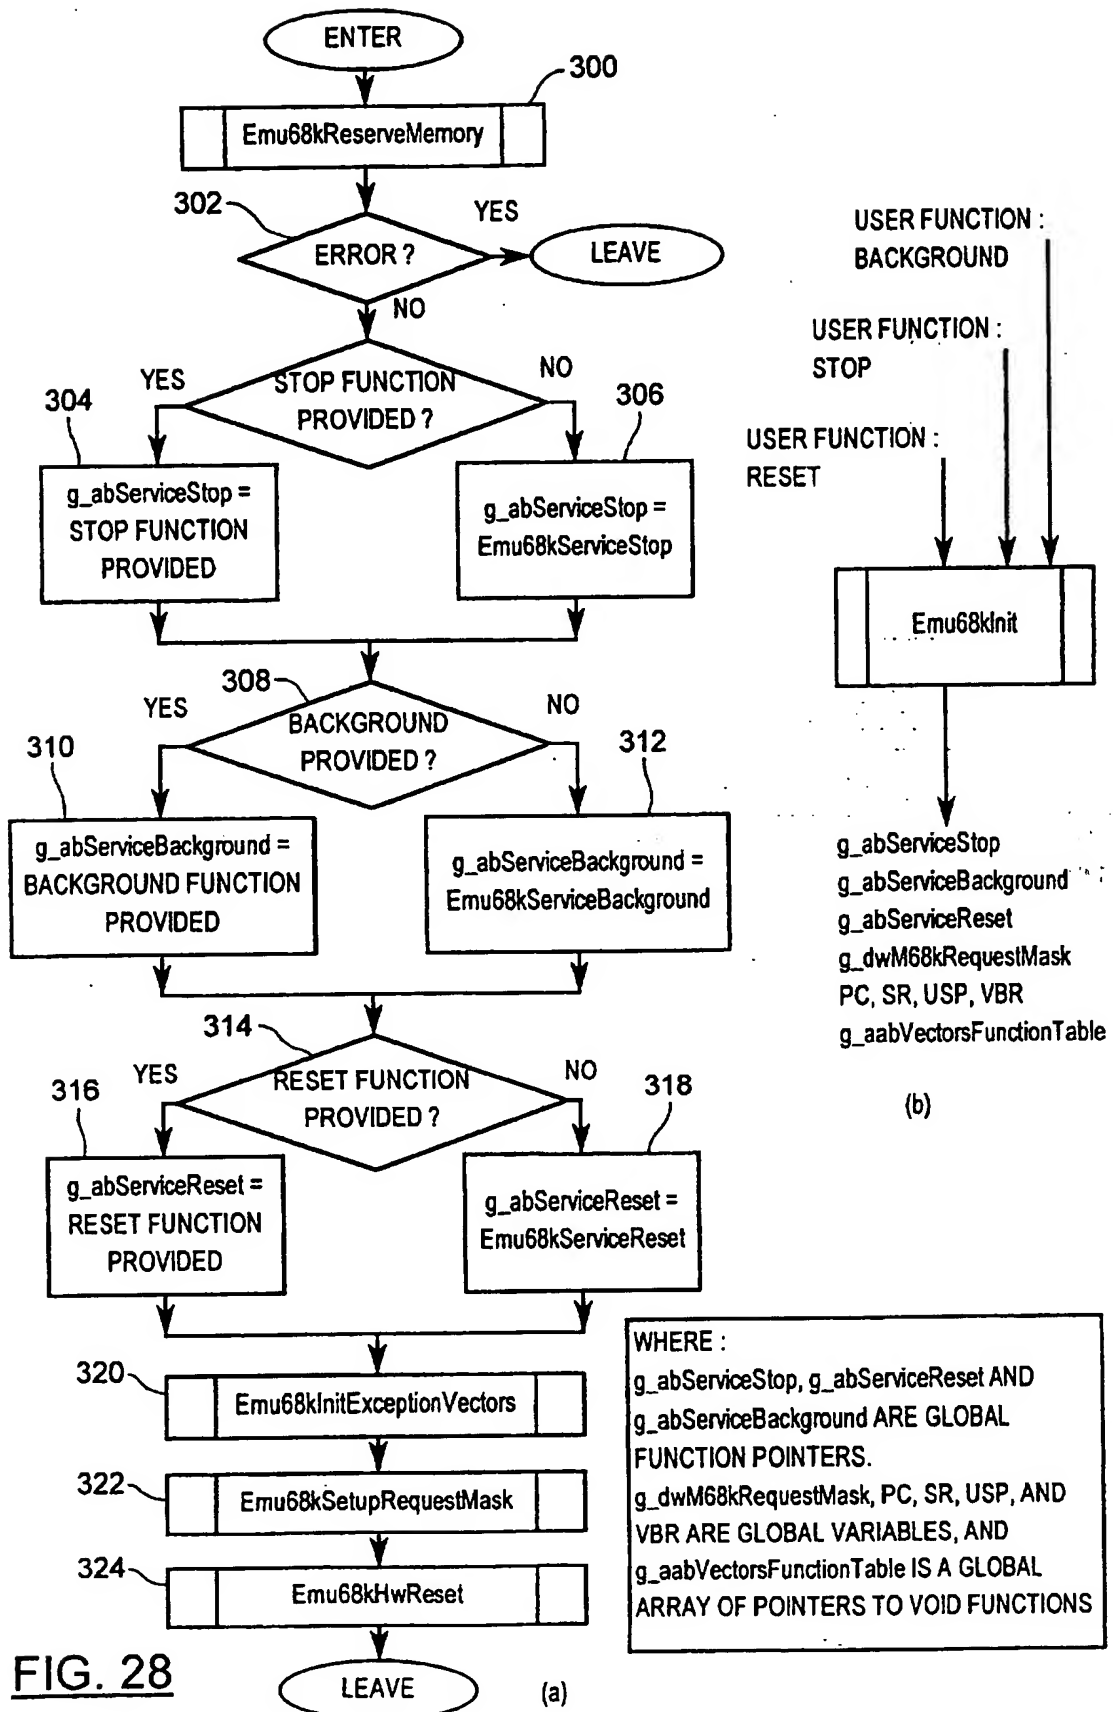 ENTER
300
Emu68kReserveMemory
302
YES
ERROR ?
LEAVE
NO
YES
STOP FUNCTION
PROVIDED ?
NO
304
306
g_abServiceStop =
STOP FUNCTION
PROVIDED
g_abServiceStop =
Emu68kServiceStop
308
YES
BACKGROUND
PROVIDED ?
NO
310
312
g_abServiceBackground =
BACKGROUND FUNCTION
PROVIDED
g_abServiceBackground =
Emu68kServiceBackground
314
YES
RESET FUNCTION
PROVIDED ?
NO
316
318
g_abServiceReset =
RESET FUNCTION
PROVIDED
g_abServiceReset =
Emu68kServiceReset
320
Emu68kInitExceptionVectors
322
Emu68kSetupRequestMask
324
Emu68kHwReset
LEAVE
(a)
FIG. 28
USER FUNCTION :
BACKGROUND
USER FUNCTION :
STOP
USER FUNCTION :
RESET
Emu68kInit
g_abServiceStop
g_abServiceBackground
g_abServiceReset
g_dwM68kRequestMask
PC, SR, USP, VBR
g_aabVectorsFunctionTable
(b)
WHERE :
g_abServiceStop, g_abServiceReset AND
g_abServiceBackground ARE GLOBAL
FUNCTION POINTERS.
g_dwM68kRequestMask, PC, SR, USP, AND
VBR ARE GLOBAL VARIABLES, AND
g_aabVectorsFunctionTable IS A GLOBAL
ARRAY OF POINTERS TO VOID FUNCTIONS